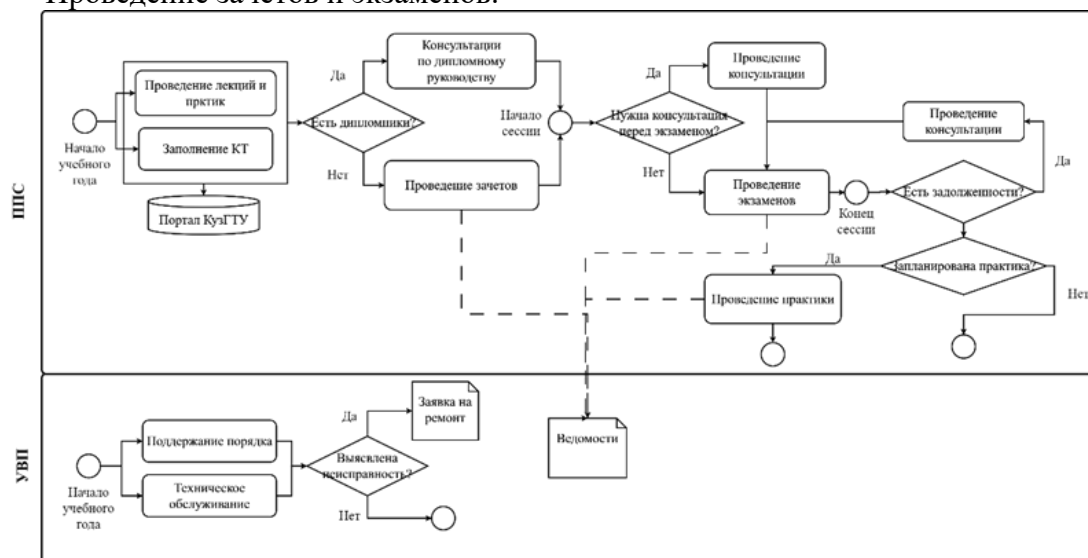 Проведение зачетов и экзаменов.
ППС
Начало
учебного
года
Проведение лекций и
прктик
Заполнение КТ
Портал КузГТУ
Есть дипломники?
Да
Нет
Консультации
по дипломному
руководству
Проведение зачетов
Начало
сессии
Нужна консультация
перед экзаменом?
Да
Нет
Проведение
консультации
Проведение
экзаменов
Конец
сессии
Есть задолженности?
Да
Проведение
консультации
Запланирована практика?
Да
Нет
Проведение практики
УВП
Начало
учебного
года
Поддержание порядка
Техническое
обслуживание
Выявлена
неисправность?
Да
Нет
Заявка на
ремонт
Ведомости